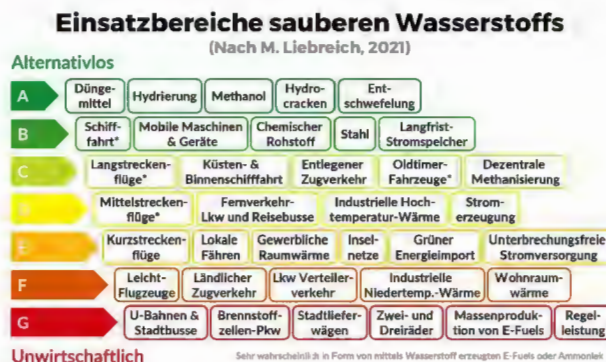 Einsatzbereiche sauberen Wasserstoffs
(Nach M. Liebreich, 2021)
Alternativlos
A
Dünge-
mittel
Hydrierung
Methanol
Hydro-
cracken
Ent-
schwefelung
B
Schiff-
fahrt*
Mobile Maschinen
& Geräte
Chemischer
Rohstoff
Stahl
Langfrist-
Stromspeicher
C
Langstrecken-
flüge*
Küsten- &
Binnenschifffahrt
Entlegener
Zugverkehr
Oldtimer-
Fahrzeuge*
Dezentrale
Methanisierung
Mittelstrecken-
flüge*
Fernverkehr-
Lkw und Reisebusse
Industrielle Hoch-
temperatur-Wärme
Strom-
erzeugung
E
Kurzstrecken-
flüge
Lokale
Fähren
Gewerbliche
Raumwärme
Insel-
netze
Grüner
Energieimport
Unterbrechungsfreie
Stromversorgung
F
Leicht-
Flugzeuge
Ländlicher
Zugverkehr
Lkw Verteiler-
verkehr
Industrielle
Niedertemp.-Wärme
Wohnraum-
wärme
G
U-Bahnen &
Stadtbusse
Brennstoff-
zellen-Pkw
Stadtliefer-
wägen
Zwei- und
Dreiräder
Massenproduk-
tion von E-Fuels
Regel-
leistung
Unwirtschaftlich
Sehr wahrscheinlich in Form von mittels Wasserstoff erzeugten E-Fuels oder Ammoniak